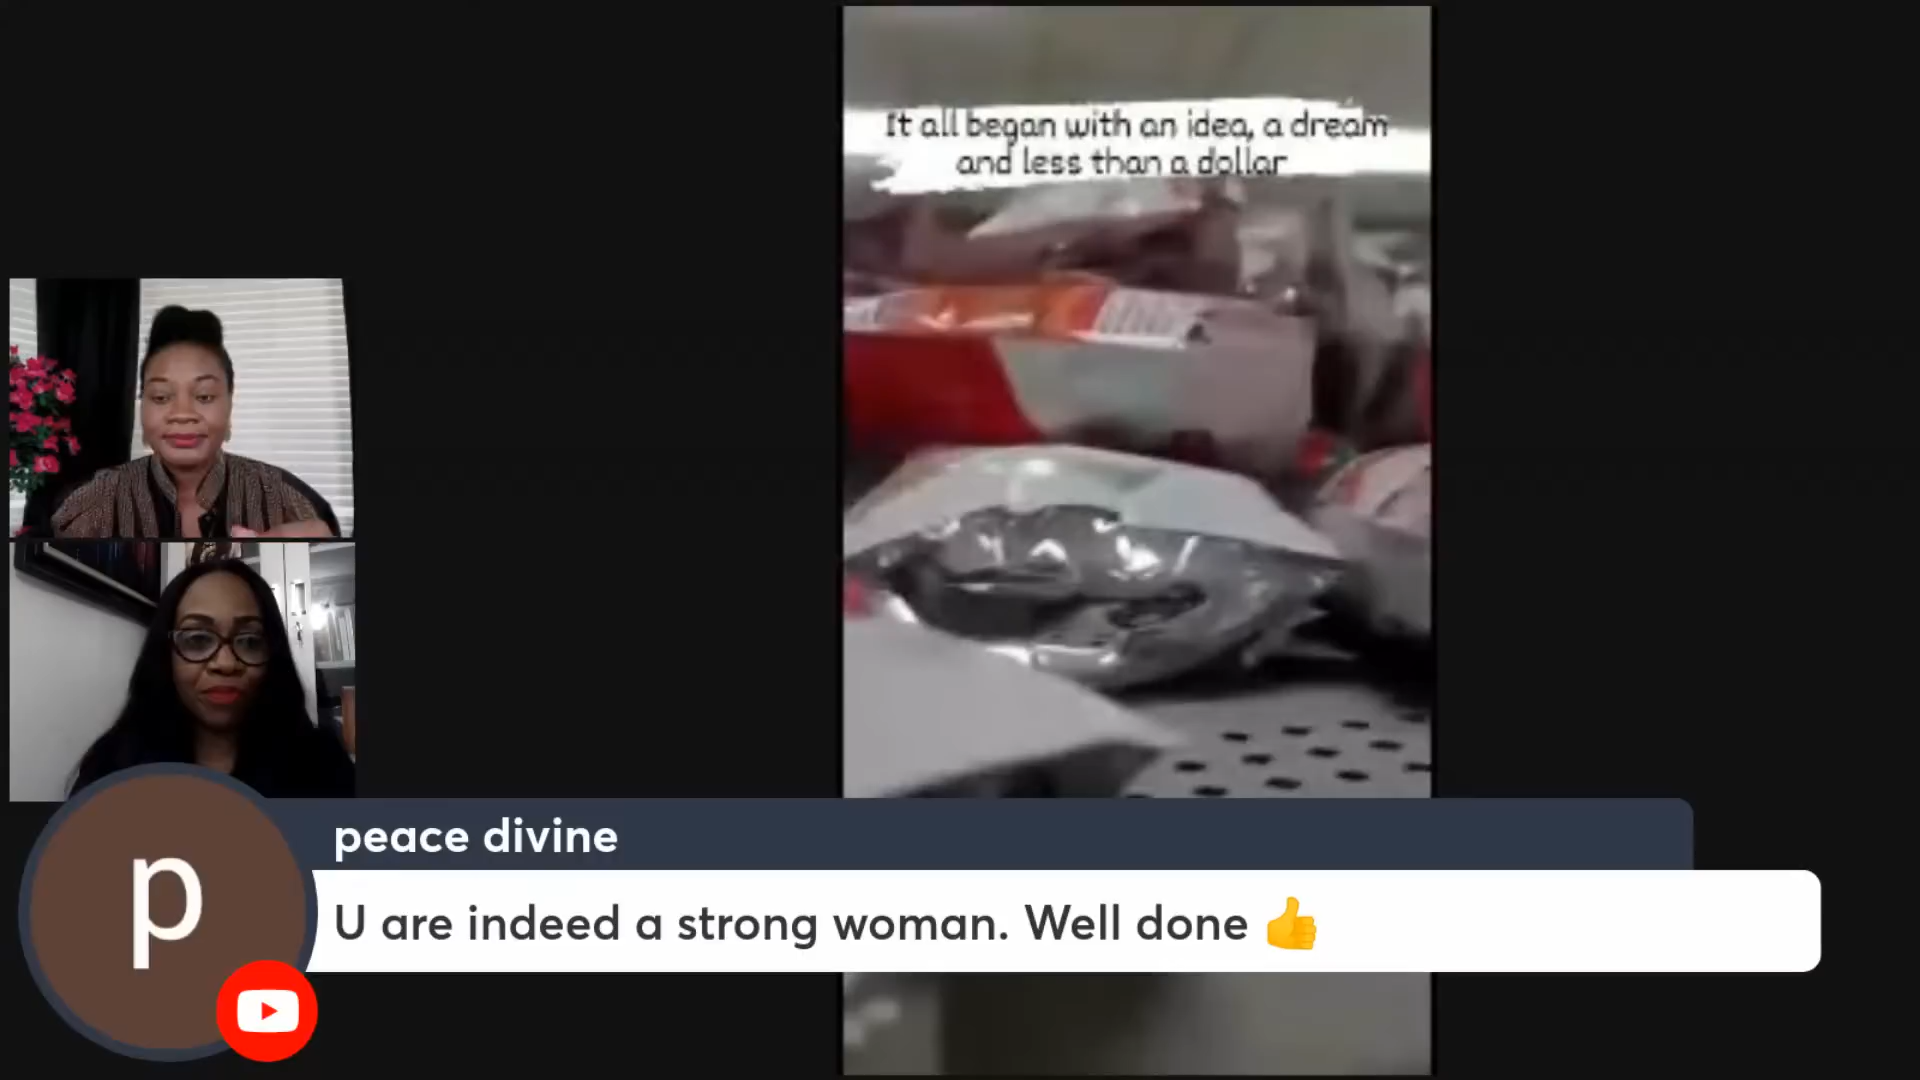 It all began with an idea, a dream
and less than a dollar
p
peace divine
U are indeed a strong woman. Well done 👍